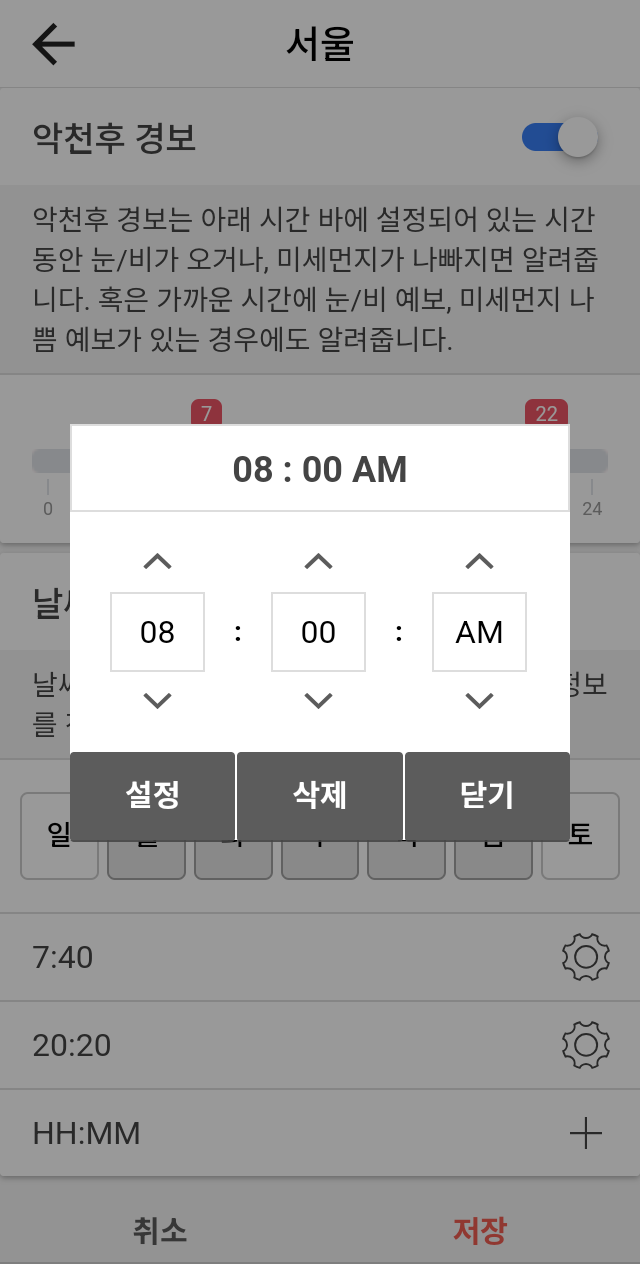 서울
악천후 경보
악천후 경보는 아래 시간 바에 설정되어 있는 시간
동안 눈/비가 오거나, 미세먼지가 나빠지면 알려줍
니다. 혹은 가까운 시간에 눈/비 예보, 미세먼지 나
쁨 예보가 있는 경우에도 알려줍니다.
7 22
0 24
08 : 00 AM
08 : 00 : AM
정보
를
설정 삭제 닫기
일 토
7:40
20:20
HH:MM
취소 저장